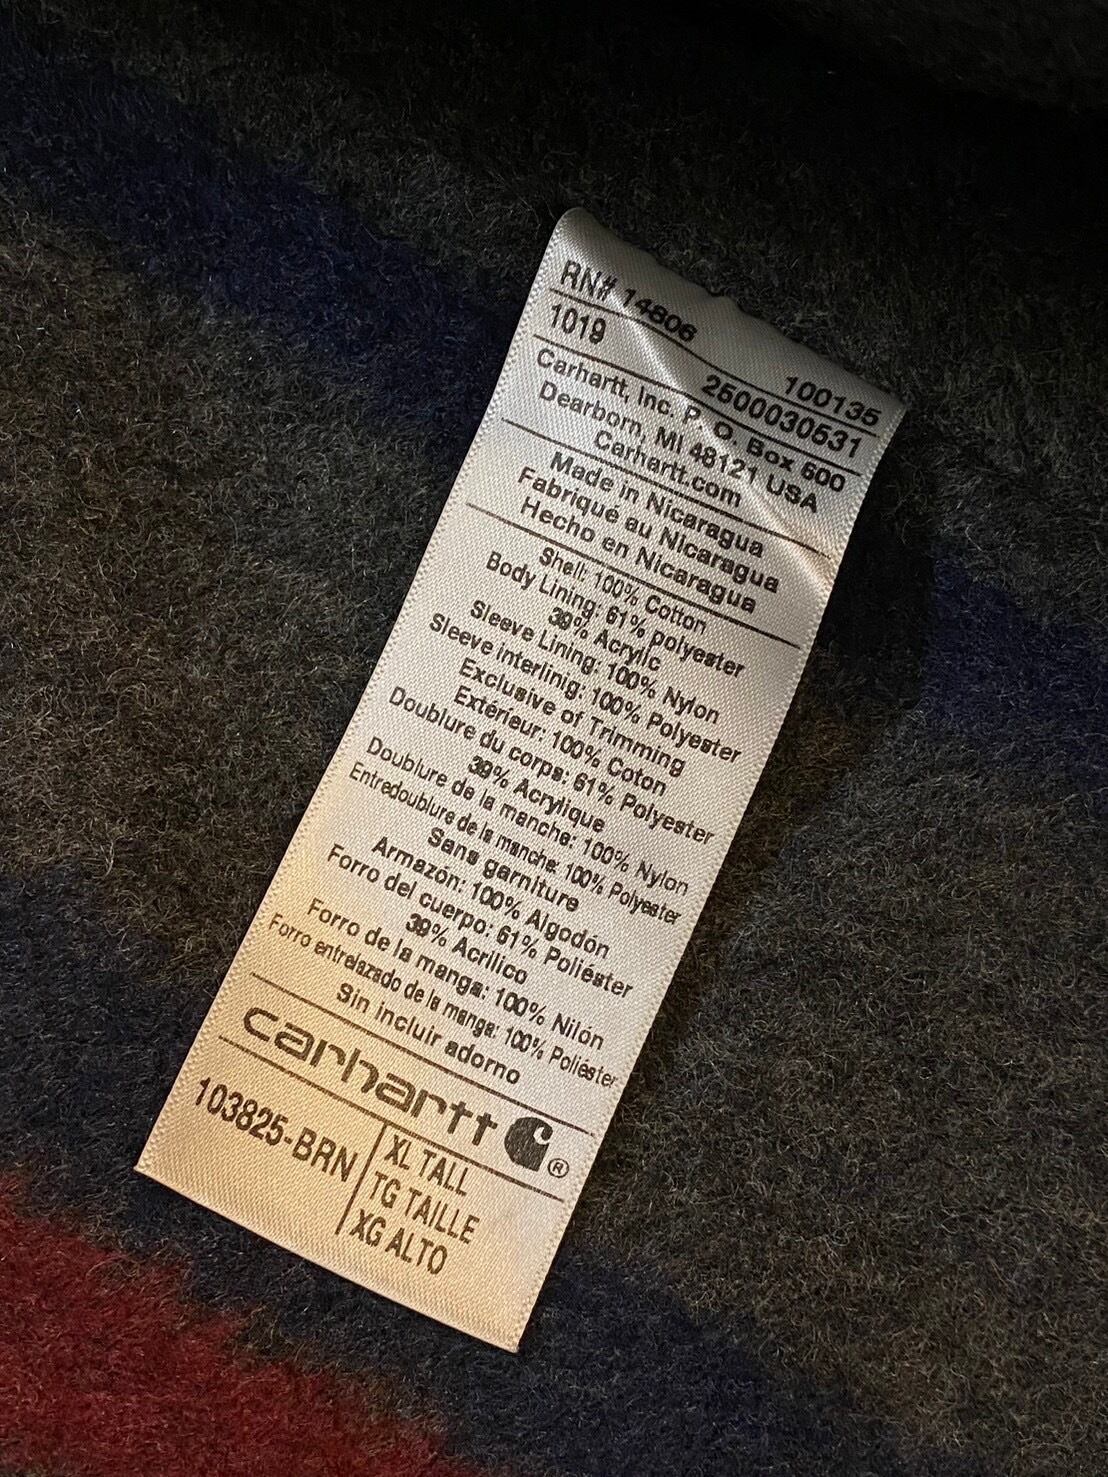 RN# 14806 100135
1019 2500030531
Carhartt, Inc. P. O. Box 600
Dearborn, MI 48121 USA
Carhartt.com
Made in Nicaragua
Fabriqué au Nicaragua
Hecho en Nicaragua
Shell: 100% Cotton
Body Lining: 61% polyester
39% Acrylic
Sleeve Lining: 100% Nylon
Sleeve interlinig: 100% Polyester
Exclusive of Trimming
Extérieur: 100% Coton
Doublure du corps: 61% Polyester
39% Acrylique
Doublure de la manche: 100% Nylon
Entredoublure de la manche: 100% Polyester
Sans garniture
Armazón: 100% Algodón
Forro del cuerpo: 61% Poliéster
39% Acrilico
Forro de la manga: 100% Nilón
Forro entrelazado de la manga: 100% Poliéster
Sin incluir adorno
carhartt ®
103825-BRN
XL TALL
TG TAILLE
XG ALTO